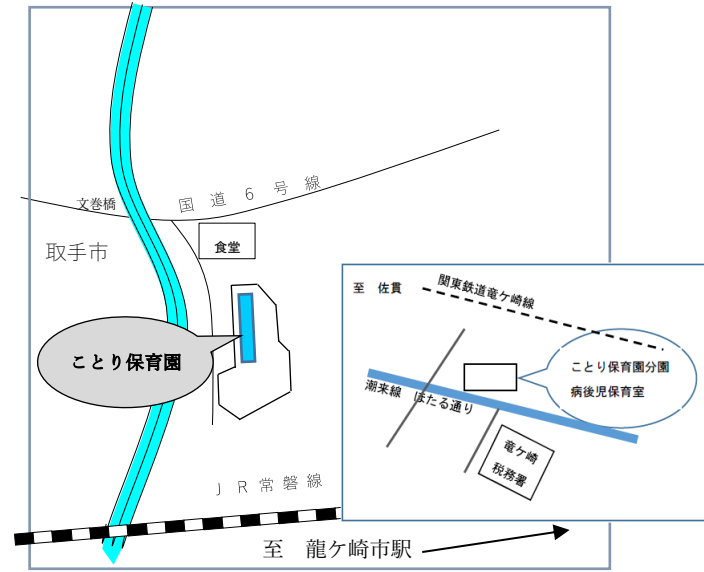 文巻橋
国道6号線
取手市
食堂
ことり保育園
JR常磐線
至 龍ケ崎市駅
至 佐貫
関東鉄道竜ケ崎線
ことり保育園分園
病後児保育室
潮来線 ほたる通り
竜ケ崎
税務署